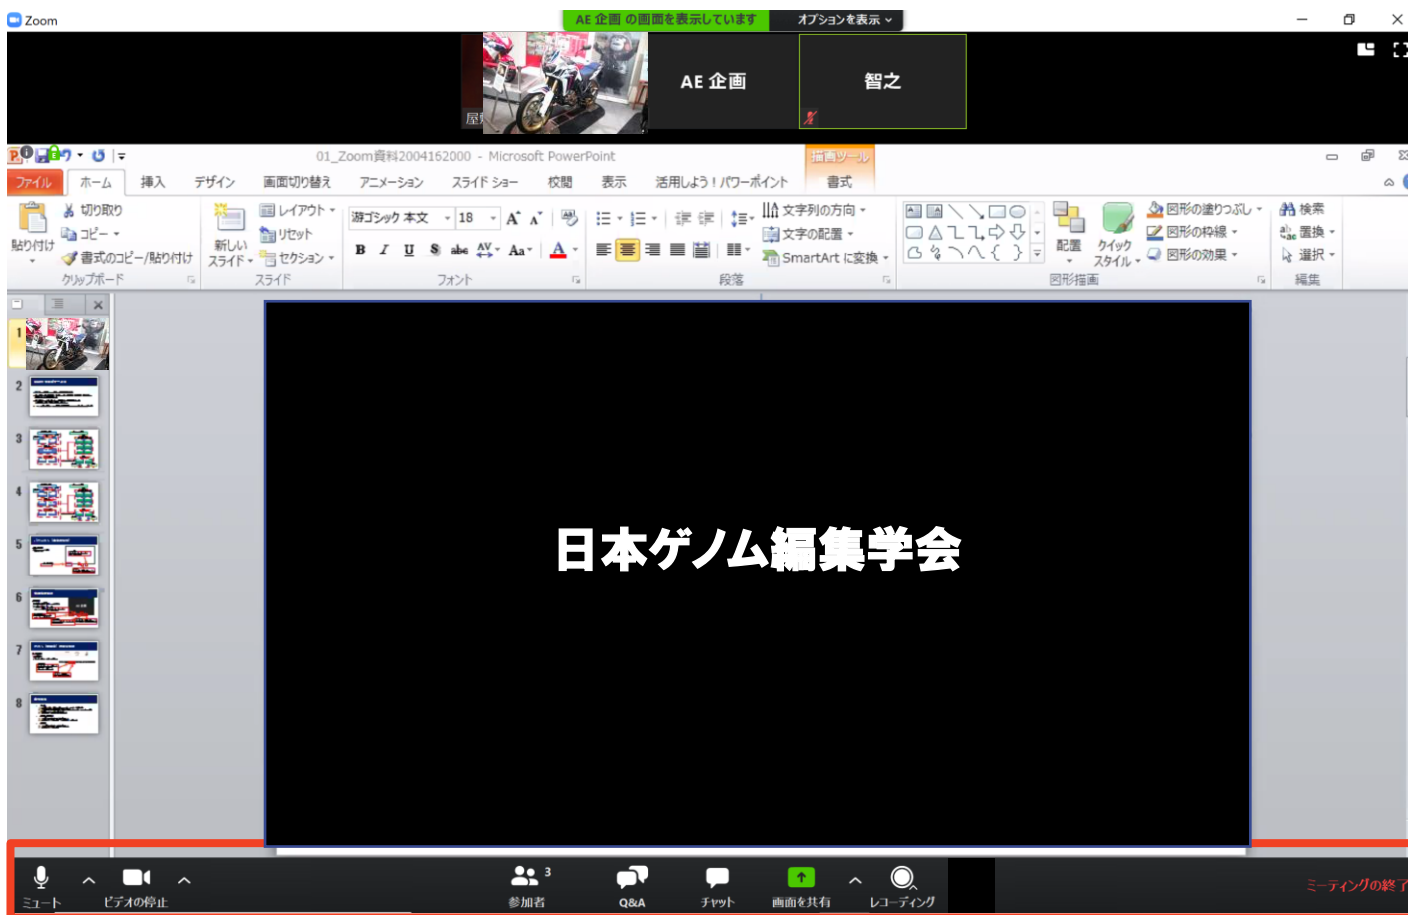 Zoom
AE 企画 の画面を表示しています
オプションを表示
AE 企画
智之
01_Zoom資料2004162000 - Microsoft PowerPoint
描画ツール
ファイル
ホーム
挿入
デザイン
画面切り替え
アニメーション
スライド ショー
校閲
表示
活用しよう！パワーポイント
書式
貼り付け
切り取り
コピー
書式のコピー/貼り付け
クリップボード
新しい
スライド
レイアウト
リセット
セクション
スライド
游ゴシック 本文
18
フォント
文字列の方向
文字の配置
SmartArt に変換
段落
配置
クイック
スタイル
図形の塗りつぶし
図形の枠線
図形の効果
図形描画
検索
置換
選択
編集
1
2
3
4
5
6
7
8
日本ゲノム編集学会
ミュート
ビデオの停止
3
参加者
Q&A
チャット
画面を共有
レコーディング
ミーティングの終了